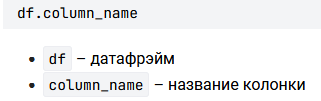 df.column_name
• df – датафрэйм
• column_name – название колонки